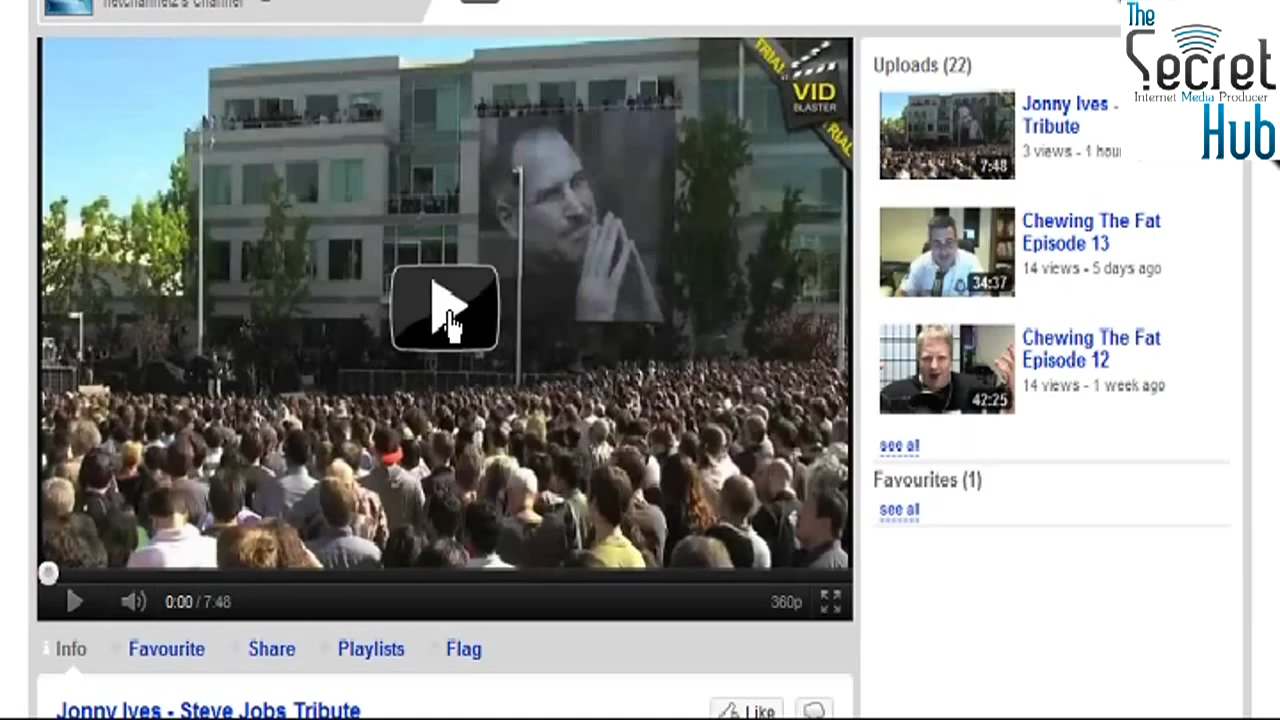 netchannel2's Channel
The
Secret
Internet Media Producer
Hub
TRIAL
VID
BLASTER
TRIAL
Uploads (22)
Jonny Ives -
Tribute
3 views - 1 hour
7:48
Chewing The Fat
Episode 13
14 views - 5 days ago
34:37
Chewing The Fat
Episode 12
14 views - 1 week ago
42:25
see all
Favourites (1)
see all
0:00 / 7:48
360p
Info
Favourite
Share
Playlists
Flag
Jonny Ives - Steve Jobs Tribute
Like